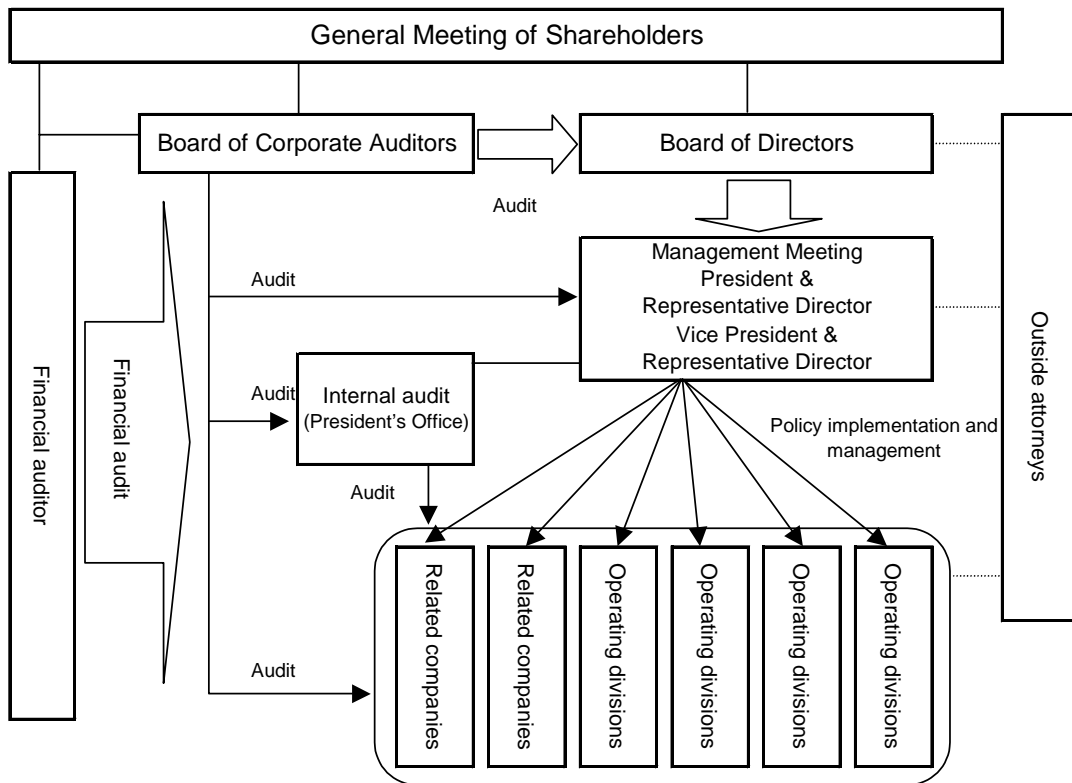 General Meeting of Shareholders
Board of Corporate Auditors
Board of Directors
Audit
Management Meeting
President &
Representative Director
Vice President &
Representative Director
Audit
Financial auditor
Financial audit
Outside attorneys
Audit
Internal audit
(President's Office)
Policy implementation and
management
Audit
Related companies
Related companies
Operating divisions
Operating divisions
Operating divisions
Operating divisions
Audit